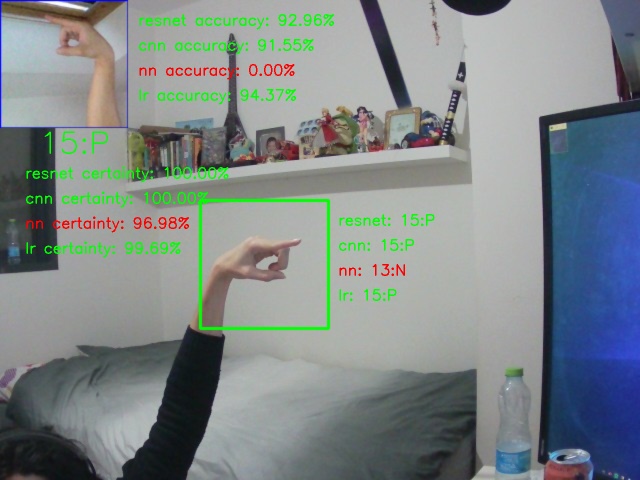 resnet accuracy: 92.96%
cnn accuracy: 91.55%
nn accuracy: 0.00%
lr accuracy: 94.37%
15:P
resnet certainty: 100.00%
cnn certainty: 100.00%
nn certainty: 96.98%
lr certainty: 99.69%
resnet: 15:P
cnn: 15:P
nn: 13:N
lr: 15:P